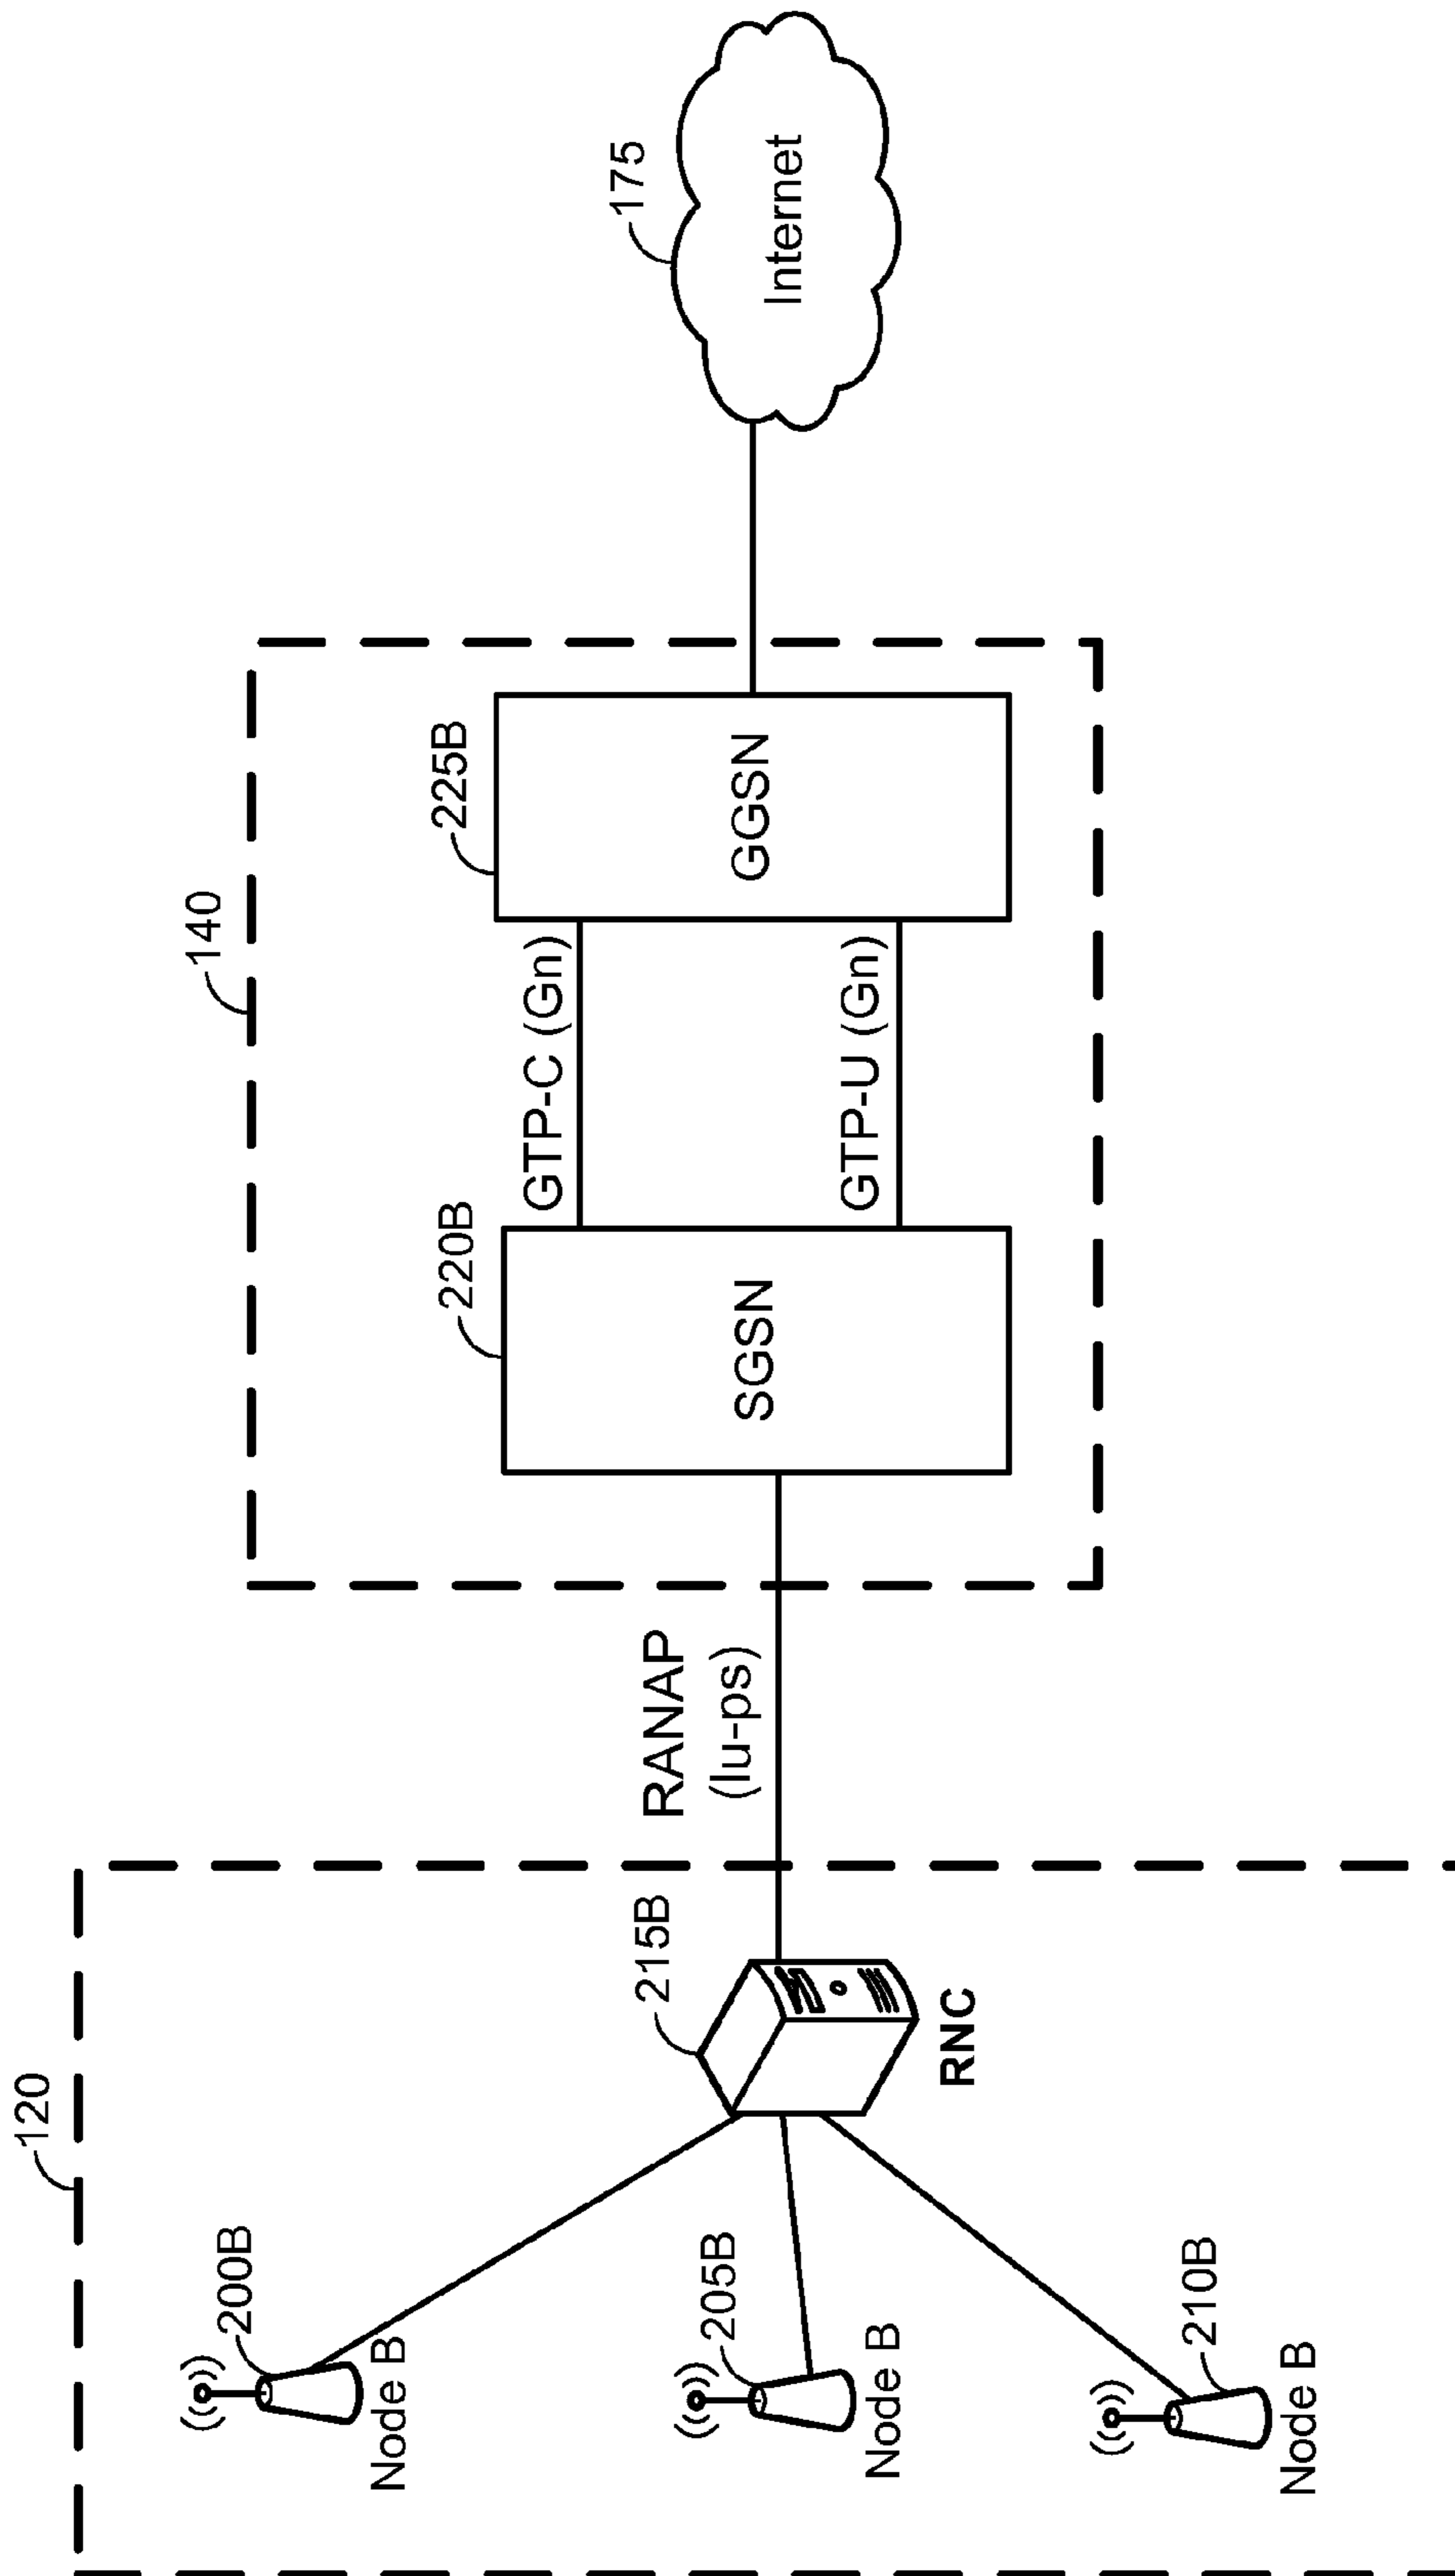 120
200B
Node B
205B
Node B
210B
Node B
215B
RNC
RANAP
(Iu-ps)
140
220B
SGSN
GTP-C (Gn)
GTP-U (Gn)
225B
GGSN
175
Internet